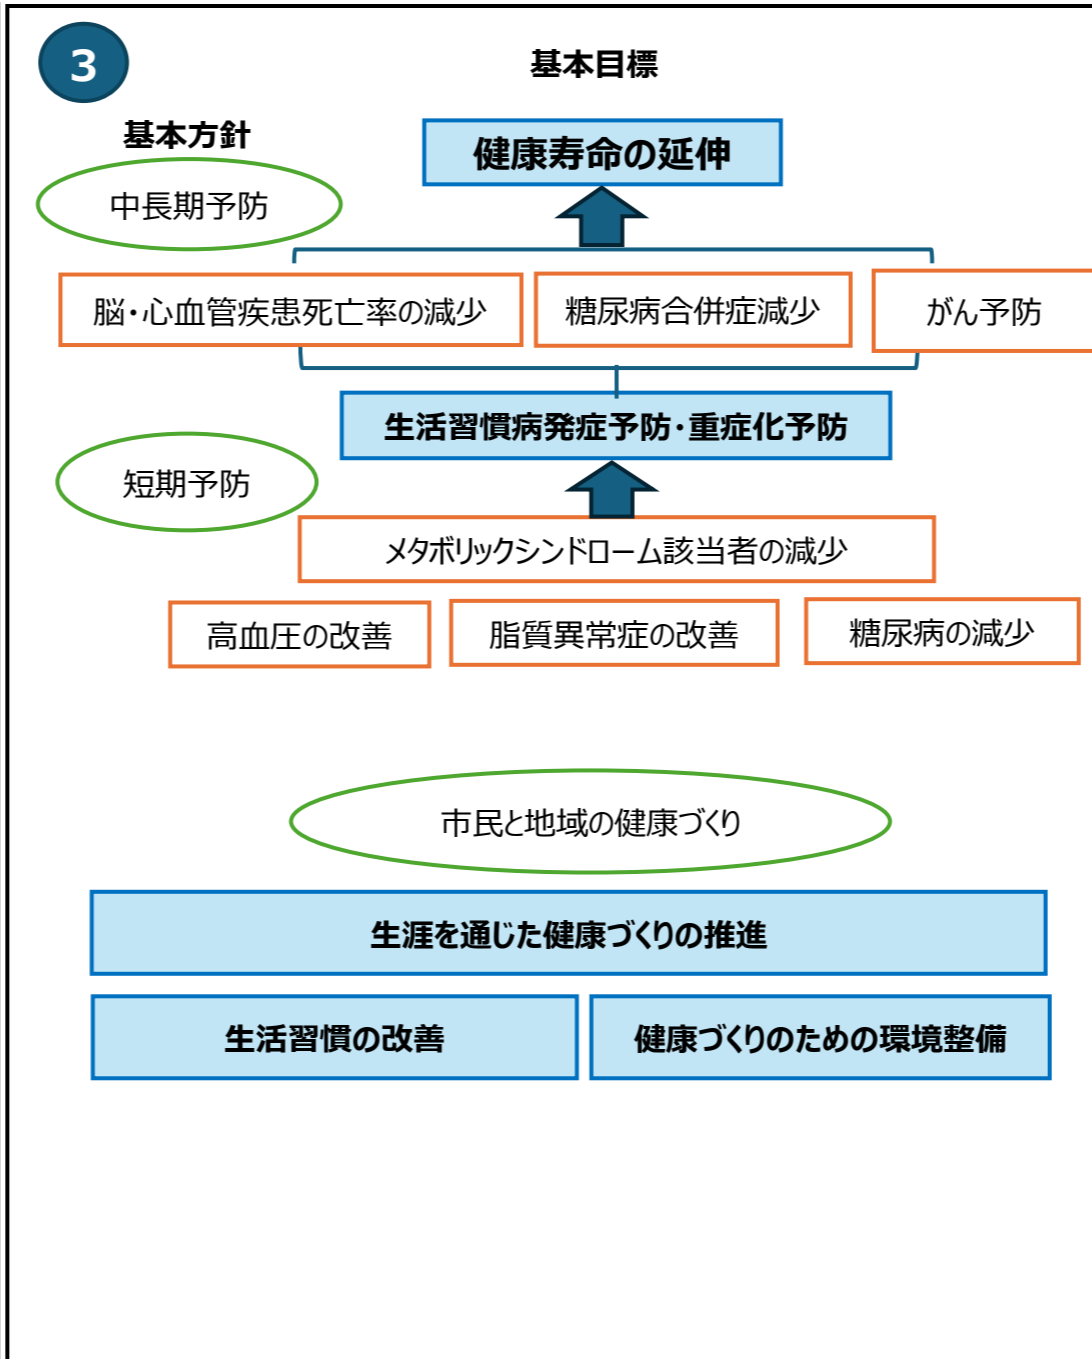 3
基本目標
基本方針
健康寿命の延伸
中長期予防
脳・心血管疾患死亡率の減少
糖尿病合併症減少
がん予防
生活習慣病発症予防・重症化予防
短期予防
メタボリックシンドローム該当者の減少
高血圧の改善
脂質異常症の改善
糖尿病の減少
市民と地域の健康づくり
生涯を通じた健康づくりの推進
生活習慣の改善
健康づくりのための環境整備